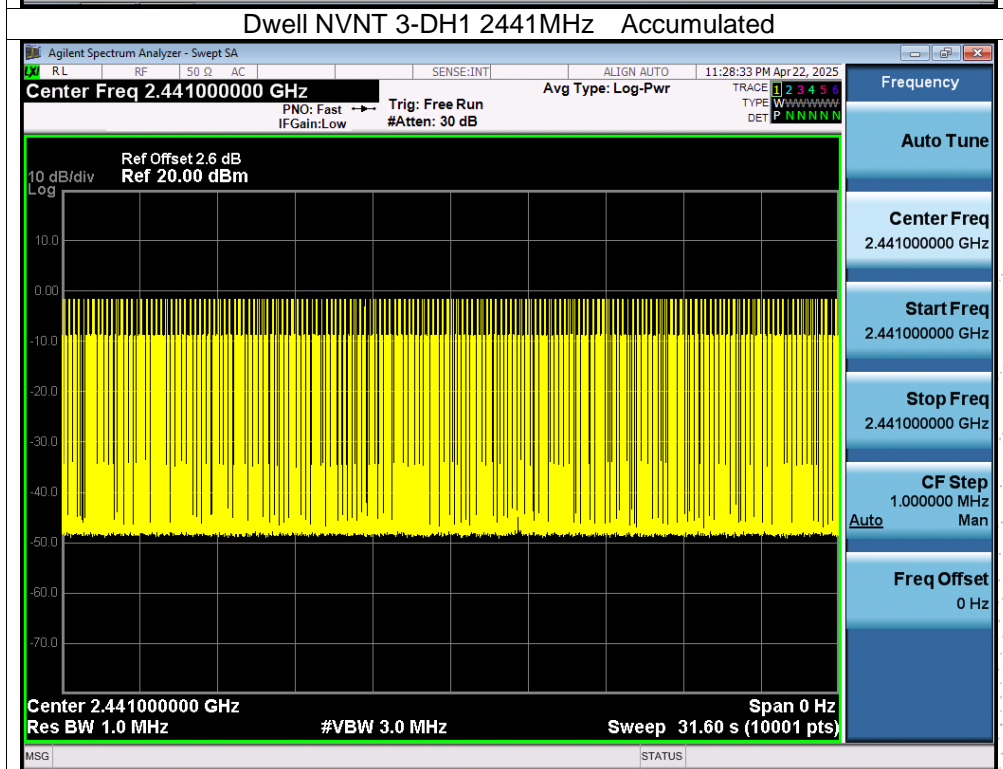 Dwell NVNT 3-DH1 2441MHz Accumulated
Agilent Spectrum Analyzer - Swept SA
LXI RL RF 50 Ω AC SENSE:INT ALIGN AUTO 11:28:33 PM Apr 22, 2025
Center Freq 2.441000000 GHz
PNO: Fast
IFGain:Low
Trig: Free Run
#Atten: 30 dB
Avg Type: Log-Pwr
TRACE 1 2 3 4 5 6
TYPE WWWWWWW
DET P N N N N N
Frequency
Auto Tune
Center Freq
2.441000000 GHz
Start Freq
2.441000000 GHz
Stop Freq
2.441000000 GHz
CF Step
1.000000 MHz
Auto Man
Freq Offset
0 Hz
Ref Offset 2.6 dB
10 dB/div Ref 20.00 dBm
Log
10.0
0.00
-10.0
-20.0
-30.0
-40.0
-50.0
-60.0
-70.0
Center 2.441000000 GHz Span 0 Hz
Res BW 1.0 MHz #VBW 3.0 MHz Sweep 31.60 s (10001 pts)
MSG STATUS